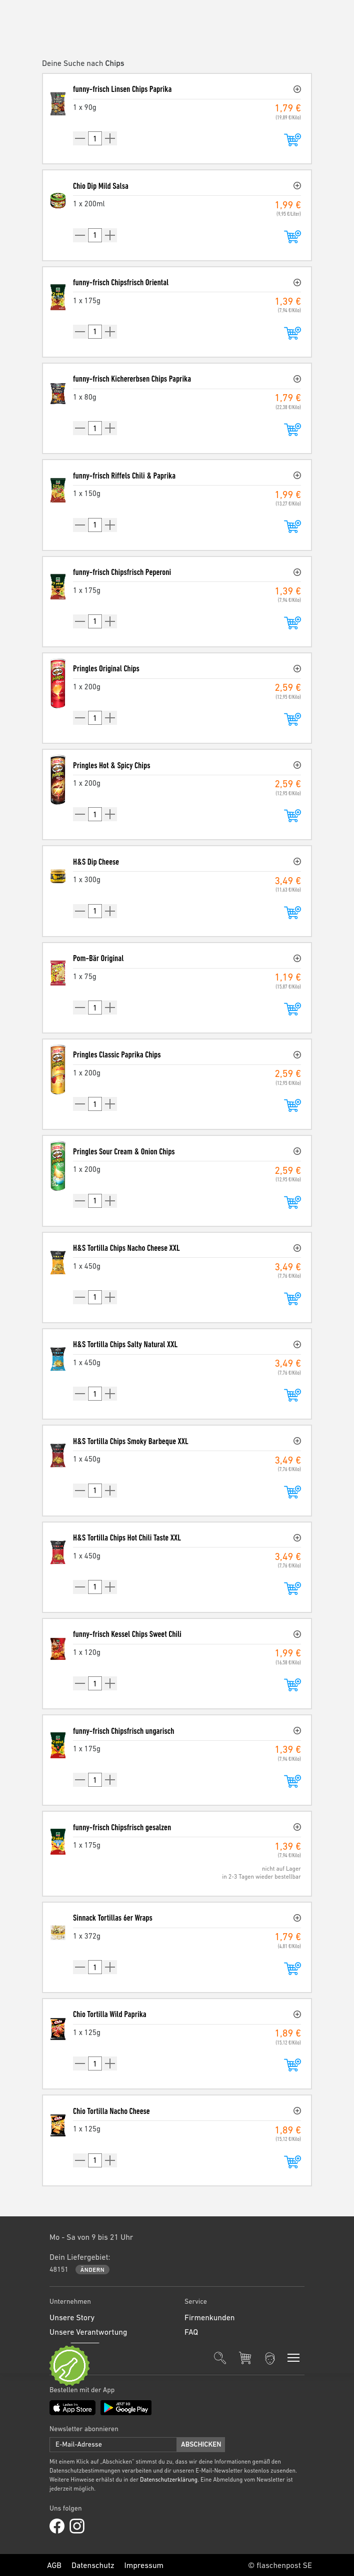 Deine Suche nach Chips
funny-frisch Linsen Chips Paprika
1 x 90g
1,79 €
(19,89 €/Kilo)
1
Chio Dip Mild Salsa
1 x 200ml
1,99 €
(9,95 €/Liter)
1
funny-frisch Chipsfrisch Oriental
1 x 175g
1,39 €
(7,94 €/Kilo)
1
funny-frisch Kichererbsen Chips Paprika
1 x 80g
1,79 €
(22,38 €/Kilo)
1
funny-frisch Riffels Chili & Paprika
1 x 150g
1,99 €
(13,27 €/Kilo)
1
funny-frisch Chipsfrisch Peperoni
1 x 175g
1,39 €
(7,94 €/Kilo)
1
Pringles Original Chips
1 x 200g
2,59 €
(12,95 €/Kilo)
1
Pringles Hot & Spicy Chips
1 x 200g
2,59 €
(12,95 €/Kilo)
1
H&S Dip Cheese
1 x 300g
3,49 €
(11,63 €/Kilo)
1
Pom-Bär Original
1 x 75g
1,19 €
(15,87 €/Kilo)
1
Pringles Classic Paprika Chips
1 x 200g
2,59 €
(12,95 €/Kilo)
1
Pringles Sour Cream & Onion Chips
1 x 200g
2,59 €
(12,95 €/Kilo)
1
H&S Tortilla Chips Nacho Cheese XXL
1 x 450g
3,49 €
(7,76 €/Kilo)
1
H&S Tortilla Chips Salty Natural XXL
1 x 450g
3,49 €
(7,76 €/Kilo)
1
H&S Tortilla Chips Smoky Barbeque XXL
1 x 450g
3,49 €
(7,76 €/Kilo)
1
H&S Tortilla Chips Hot Chili Taste XXL
1 x 450g
3,49 €
(7,76 €/Kilo)
1
funny-frisch Kessel Chips Sweet Chili
1 x 120g
1,99 €
(16,58 €/Kilo)
1
funny-frisch Chipsfrisch ungarisch
1 x 175g
1,39 €
(7,94 €/Kilo)
1
funny-frisch Chipsfrisch gesalzen
1 x 175g
1,39 €
(7,94 €/Kilo)
nicht auf Lager
in 2-3 Tagen wieder bestellbar
Sinnack Tortillas 6er Wraps
1 x 372g
1,79 €
(4,81 €/Kilo)
1
Chio Tortilla Wild Paprika
1 x 125g
1,89 €
(15,12 €/Kilo)
1
Chio Tortilla Nacho Cheese
1 x 125g
1,89 €
(15,12 €/Kilo)
1
Mo - Sa von 9 bis 21 Uhr
Dein Liefergebiet:
48151 ÄNDERN
Unternehmen Service
Unsere Story Firmenkunden
Unsere Verantwortung FAQ
Bestellen mit der App
App Store
Google Play
Newsletter abonnieren
E-Mail-Adresse ABSCHICKEN
Mit einem Klick auf „Abschicken" stimmst du zu, dass wir deine Informationen gemäß den
Datenschutzbestimmungen verarbeiten und dir unseren E-Mail-Newsletter kostenlos zusenden.
Weitere Hinweise erhälst du in der Datenschutzerklärung. Eine Abmeldung vom Newsletter ist
jederzeit möglich.
Uns folgen
AGB Datenschutz Impressum © flaschenpost SE